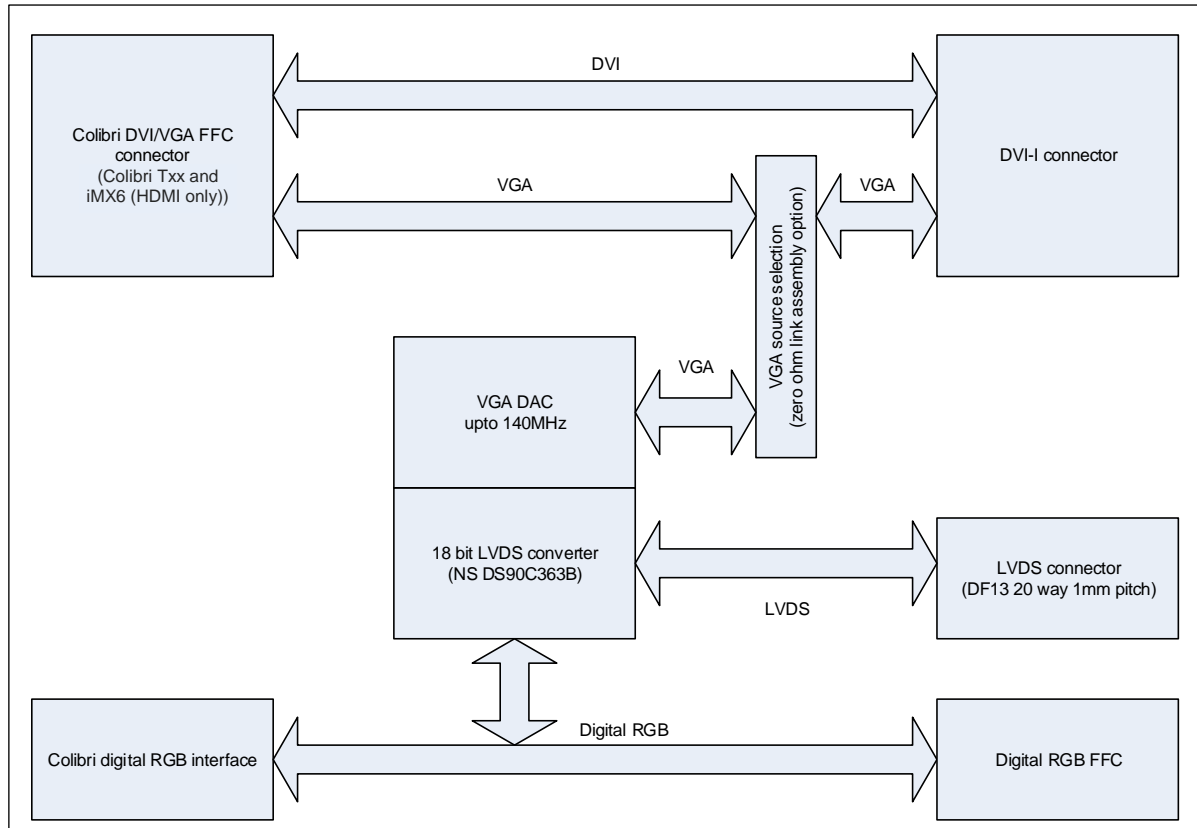 DVI
Colibri DVI/VGA FFC
connector
(Colibri Txx and
iMX6 (HDMI only))
DVI-I connector
VGA
VGA
VGA source selection
(zero ohm link assembly option)
VGA
VGA DAC
upto 140MHz
18 bit LVDS converter
(NS DS90C363B)
LVDS connector
(DF13 20 way 1mm pitch)
LVDS
Digital RGB
Colibri digital RGB interface
Digital RGB FFC